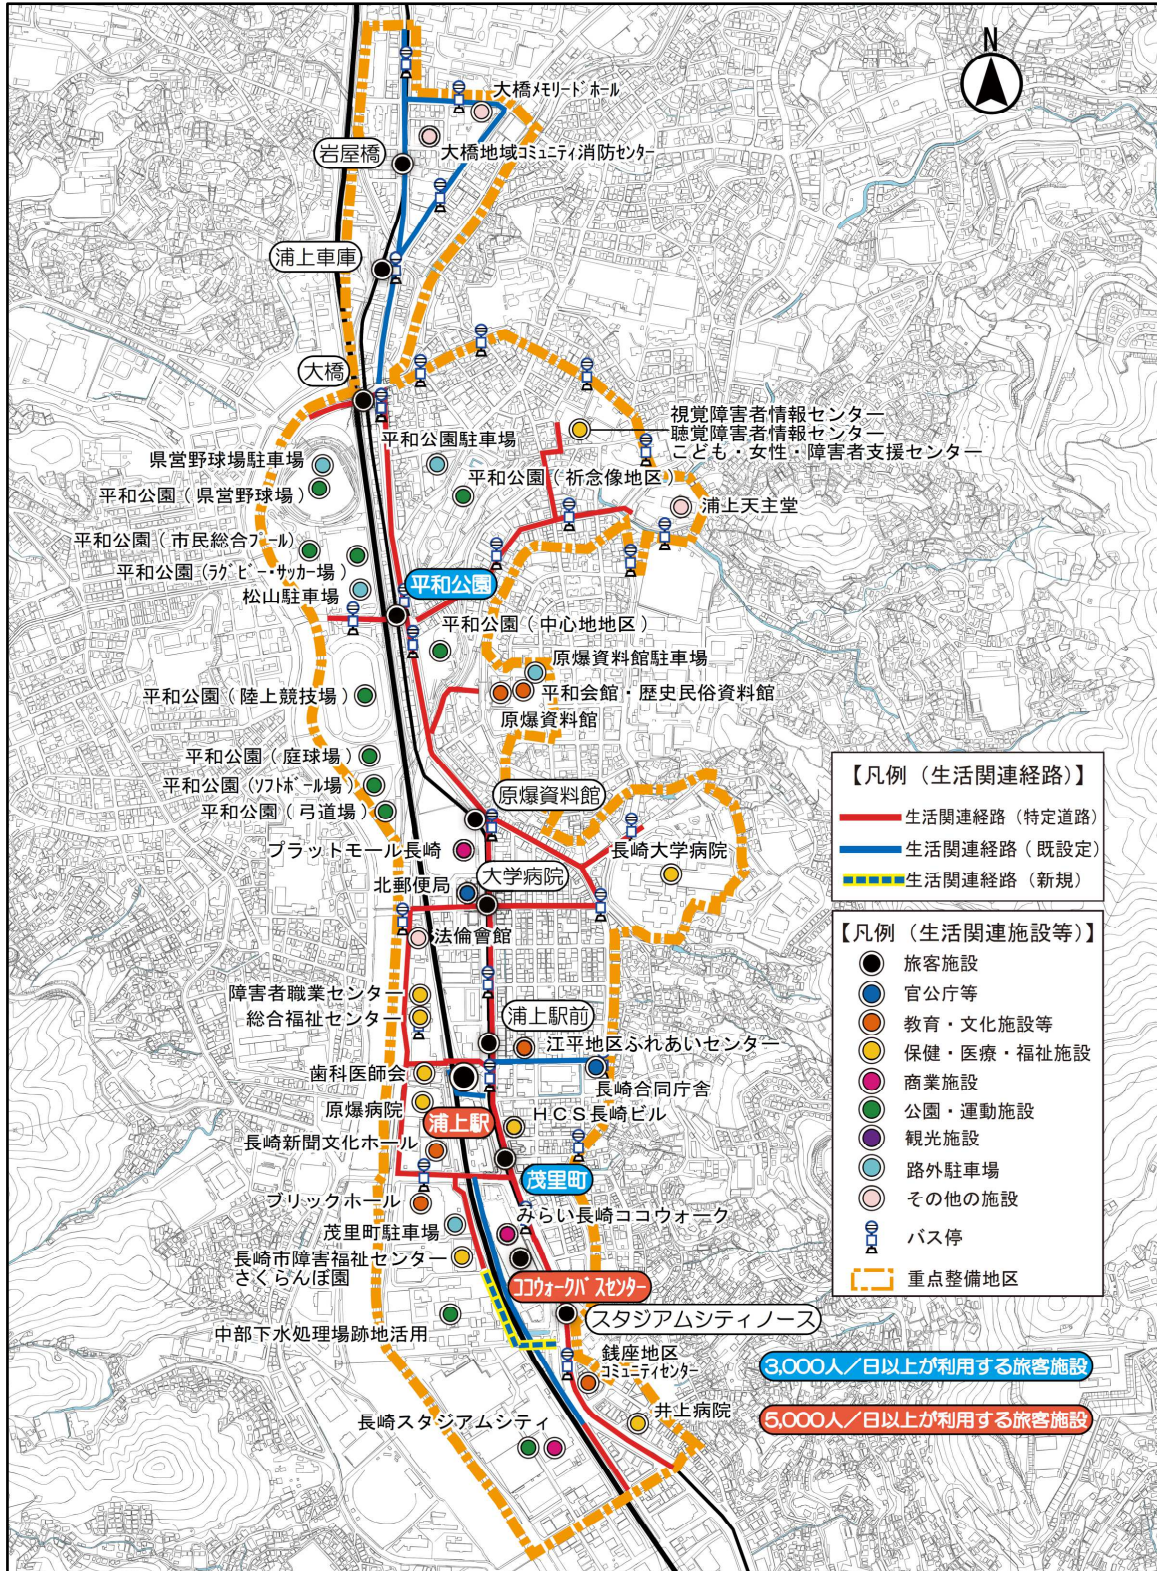 N
大橋メモリードホール
大橋地域コミュニティ消防センター
岩屋橋
浦上車庫
大橋
視覚障害者情報センター
聴覚障害者情報センター
こども・女性・障害者支援センター
平和公園駐車場
県営野球場駐車場
平和公園(祈念像地区)
平和公園(県営野球場)
浦上天主堂
平和公園(市民総合プール)
平和公園(ラグビー・サッカー場)
松山駐車場
平和公園
平和公園(中心地地区)
原爆資料館駐車場
平和会館・歴史民俗資料館
平和公園(陸上競技場)
原爆資料館
平和公園(庭球場)
平和公園(ソフトボール場)
平和公園(弓道場)
原爆資料館
プラットモール長崎
長崎大学病院
大学病院
北郵便局
法倫會館
障害者職業センター
総合福祉センター
浦上駅前
江平地区ふれあいセンター
歯科医師会
長崎合同庁舎
原爆病院
HCS長崎ビル
浦上駅
長崎新聞文化ホール
茂里町
ブリックホール
みらい長崎ココウォーク
茂里町駐車場
長崎市障害福祉センター
さくらんぼ園
ココウォークバスセンター
スタジアムシティノース
中部下水処理場跡地活用
銭座地区
コミュニティセンター
井上病院
長崎スタジアムシティ
【凡例(生活関連経路)】
生活関連経路(特定道路)
生活関連経路(既設定)
生活関連経路(新規)
【凡例(生活関連施設等)】
旅客施設
官公庁等
教育・文化施設等
保健・医療・福祉施設
商業施設
公園・運動施設
観光施設
路外駐車場
その他の施設
バス停
重点整備地区
3,000人/日以上が利用する旅客施設
5,000人/日以上が利用する旅客施設